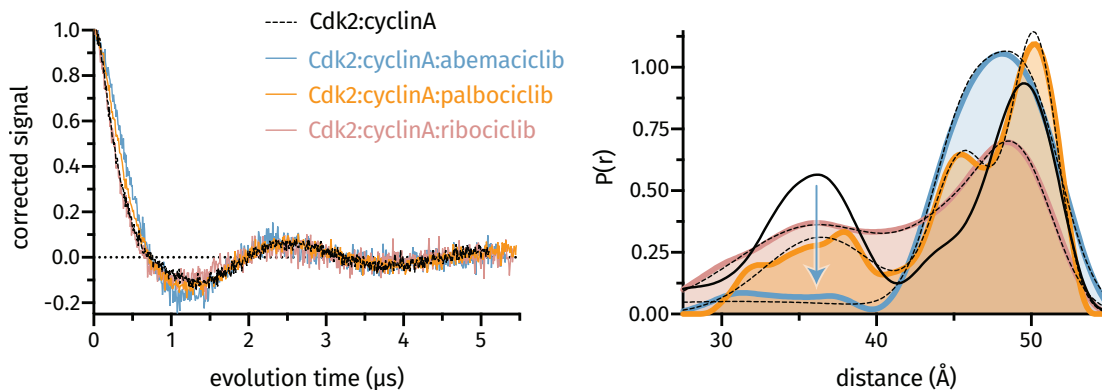 Cdk2:cyclinA
Cdk2:cyclinA:abemaciclib
Cdk2:cyclinA:palbociclib
Cdk2:cyclinA:ribociclib
corrected signal
1.0
0.8
0.6
0.4
0.2
0.0
-0.2
0 1 2 3 4 5
evolution time (μs)
P(r)
1.00
0.75
0.50
0.25
0.00
30 40 50
distance (Å)